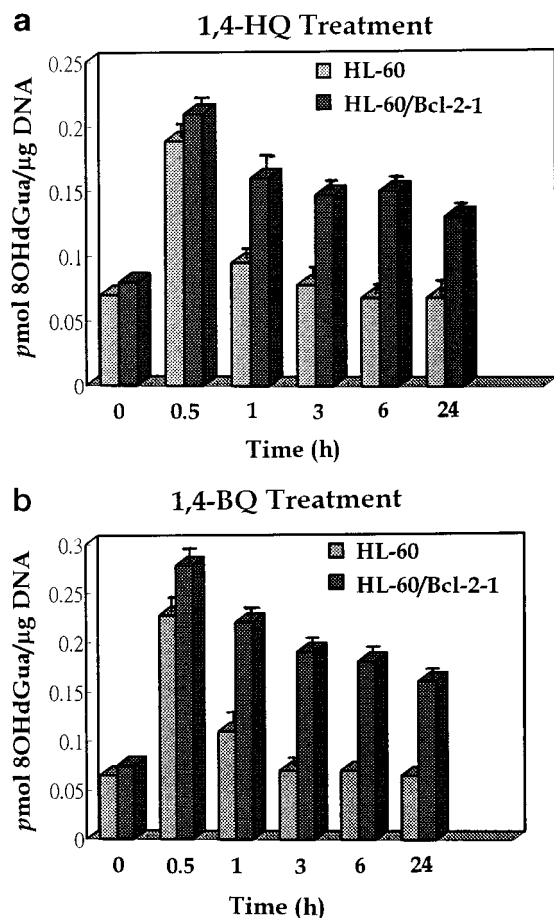 a
1,4-HQ Treatment
0.25
0.2
0.15
0.1
0.05
0
pmol 8OHdGua/µg DNA
HL-60
HL-60/Bcl-2-1
0 0.5 1 3 6 24
Time (h)
b
1,4-BQ Treatment
0.3
0.25
0.2
0.15
0.1
0.05
0
pmol 8OHdGua/µg DNA
HL-60
HL-60/Bcl-2-1
0 0.5 1 3 6 24
Time (h)